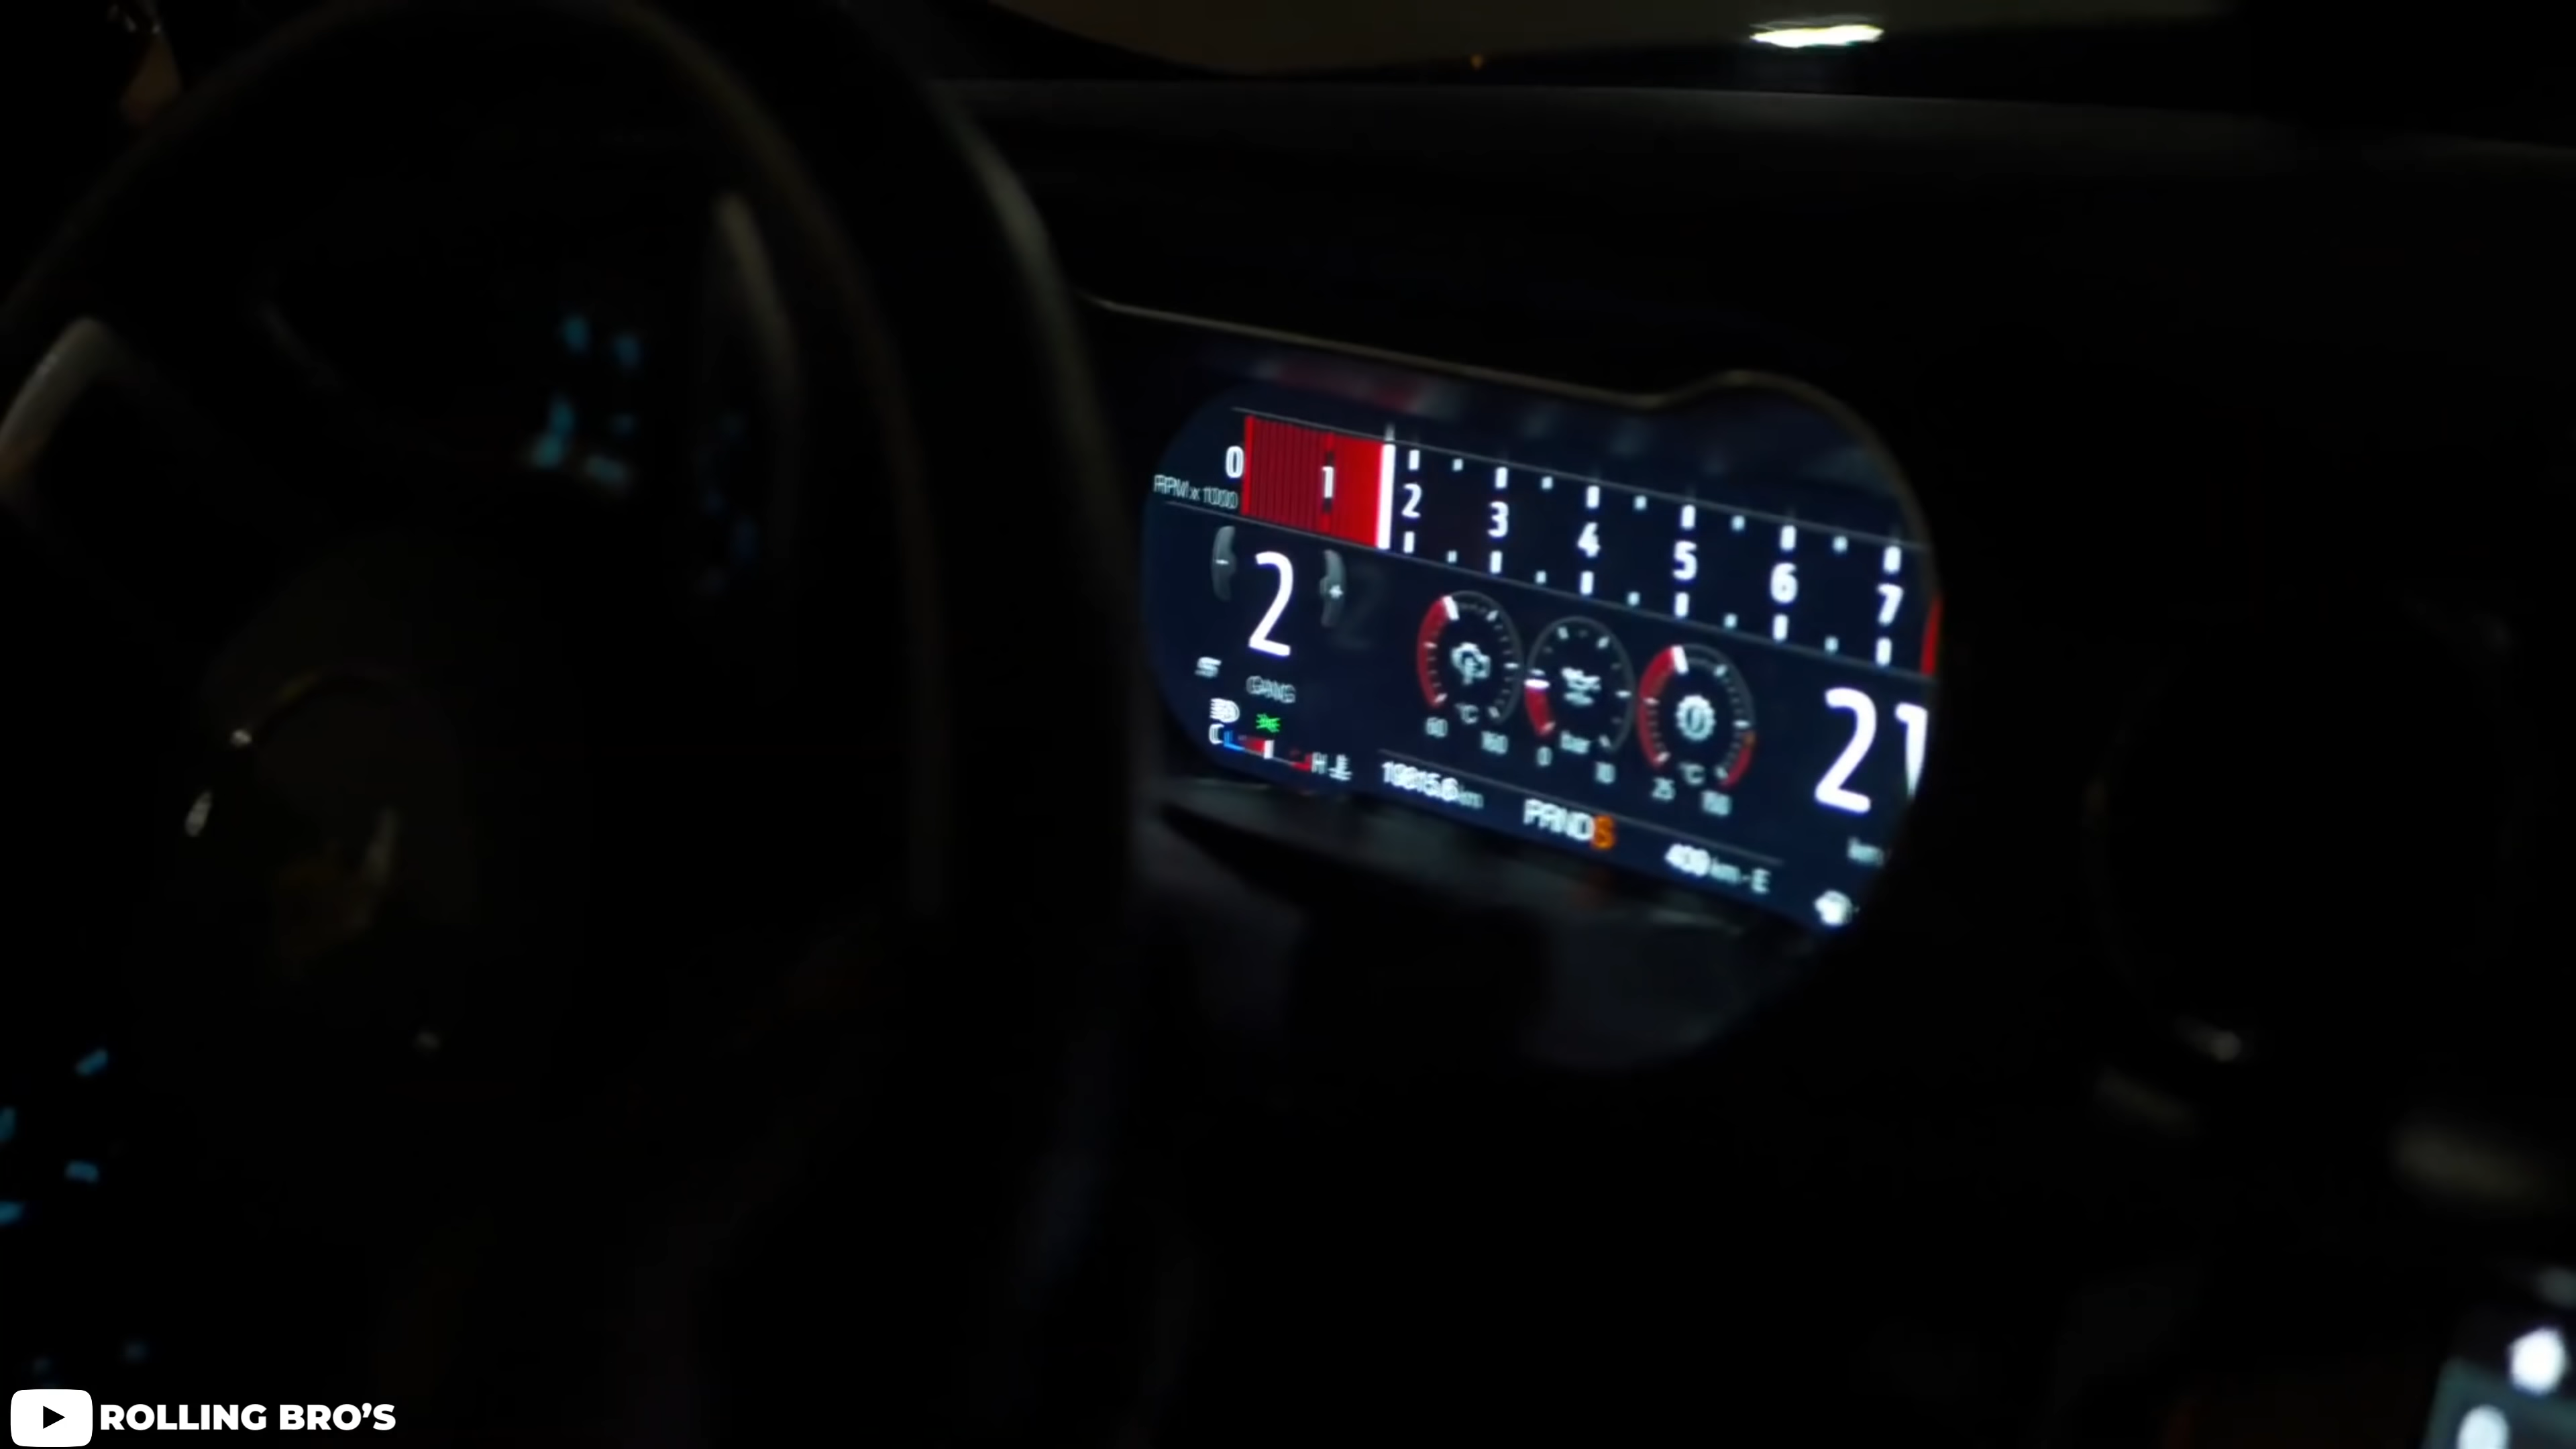 0 1 2 3 4 5 6 7
RPM x 1000
- 2 +
S GANG
21
C H
60 °C 160
0 Bar 10
25 °C 150
PRNDS
km - E
ROLLING BRO'S